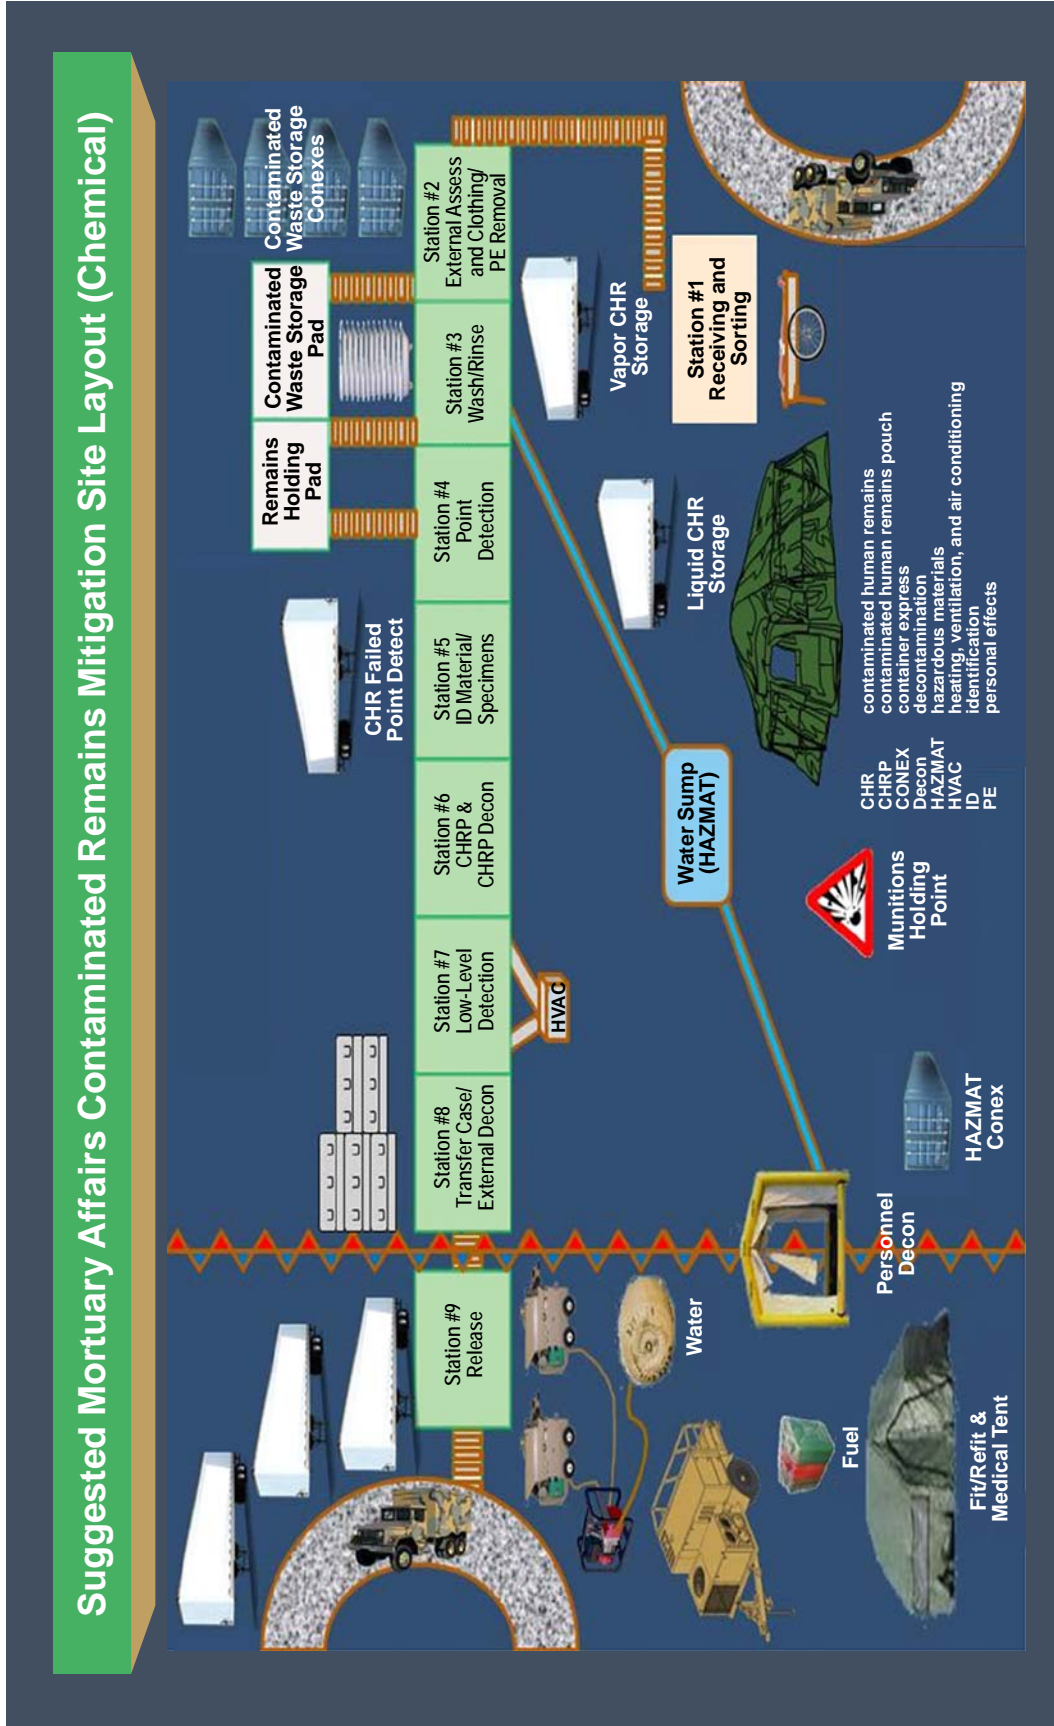 Suggested Mortuary Affairs Contaminated Remains Mitigation Site Layout (Chemical)
Contaminated
Waste Storage
Conexes
Remains
Holding
Pad
Contaminated
Waste Storage
Pad
CHR Failed
Point Detect
Station #9
Release
Station #8
Transfer Case/
External Decon
Station #7
Low-Level
Detection
Station #6
CHRP &
CHRP Decon
Station #5
ID Material/
Specimens
Station #4
Point
Detection
Station #3
Wash/Rinse
Station #2
External Assess
and Clothing/
PE Removal
HVAC
Vapor CHR
Storage
Liquid CHR
Storage
Station #1
Receiving and
Sorting
Water
Water Sump
(HAZMAT)
Fuel
Personnel
Decon
Munitions
Holding
Point
Fit/Refit &
Medical Tent
HAZMAT
Conex
CHR contaminated human remains
CHRP contaminated human remains pouch
CONEX container express
Decon decontamination
HAZMAT hazardous materials
HVAC heating, ventilation, and air conditioning
ID identification
PE personal effects